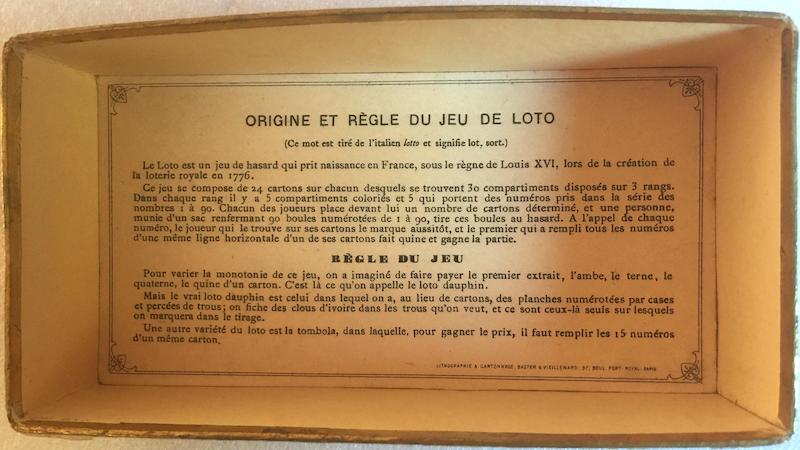 ORIGINE ET RÈGLE DU JEU DE LOTO
(Ce mot est tiré de l'italien lotto et signifie lot, sort.)
Le Loto est un jeu de hasard qui prit naissance en France, sous le règne de Louis XVI, lors de la création de
la loterie royale en 1776.
Ce jeu se compose de 24 cartons sur chacun desquels se trouvent 30 compartiments disposés sur 3 rangs.
Dans chaque rang il y a 5 compartiments coloriés et 5 qui portent des numéros pris dans la série des
nombres 1 à 90. Chacun des joueurs place devant lui un nombre de cartons déterminé, et une personne,
munie d'un sac renfermant 90 boules numérotées de 1 à 90, tire ces boules au hasard. A l'appel de chaque
numéro, le joueur qui le trouve sur ses cartons le marque aussitôt, et le premier qui a rempli tous les numéros
d'une même ligne horizontale d'un de ses cartons fait quine et gagne la partie.
RÈGLE DU JEU
Pour varier la monotonie de ce jeu, on a imaginé de faire payer le premier extrait, l'ambe, le terne, le
quaterne, le quine d'un carton. C'est là ce qu'on appelle le loto dauphin.
Mais le vrai loto dauphin est celui dans lequel on a, au lieu de cartons, des planches numérotées par cases
et percées de trous; on fiche des clous d'ivoire dans les trous qu'on veut, et ce sont ceux-là seuls sur lesquels
on marquera dans le tirage.
Une autre variété du loto est la tombola, dans laquelle, pour gagner le prix, il faut remplir les 15 numéros
d'un même carton.
LITHOGRAPHIE & CARTONNAGE, BASTER & VIEILLEMARD, 57, BOUL. PORT-ROYAL, PARIS